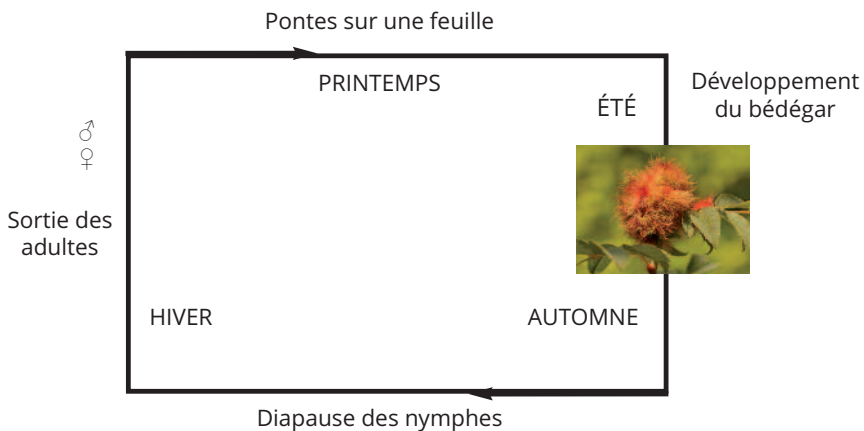 Pontes sur une feuille
PRINTEMPS
ÉTÉ
Développement
du bédégar
♂
♀
Sortie des
adultes
HIVER
AUTOMNE
Diapause des nymphes